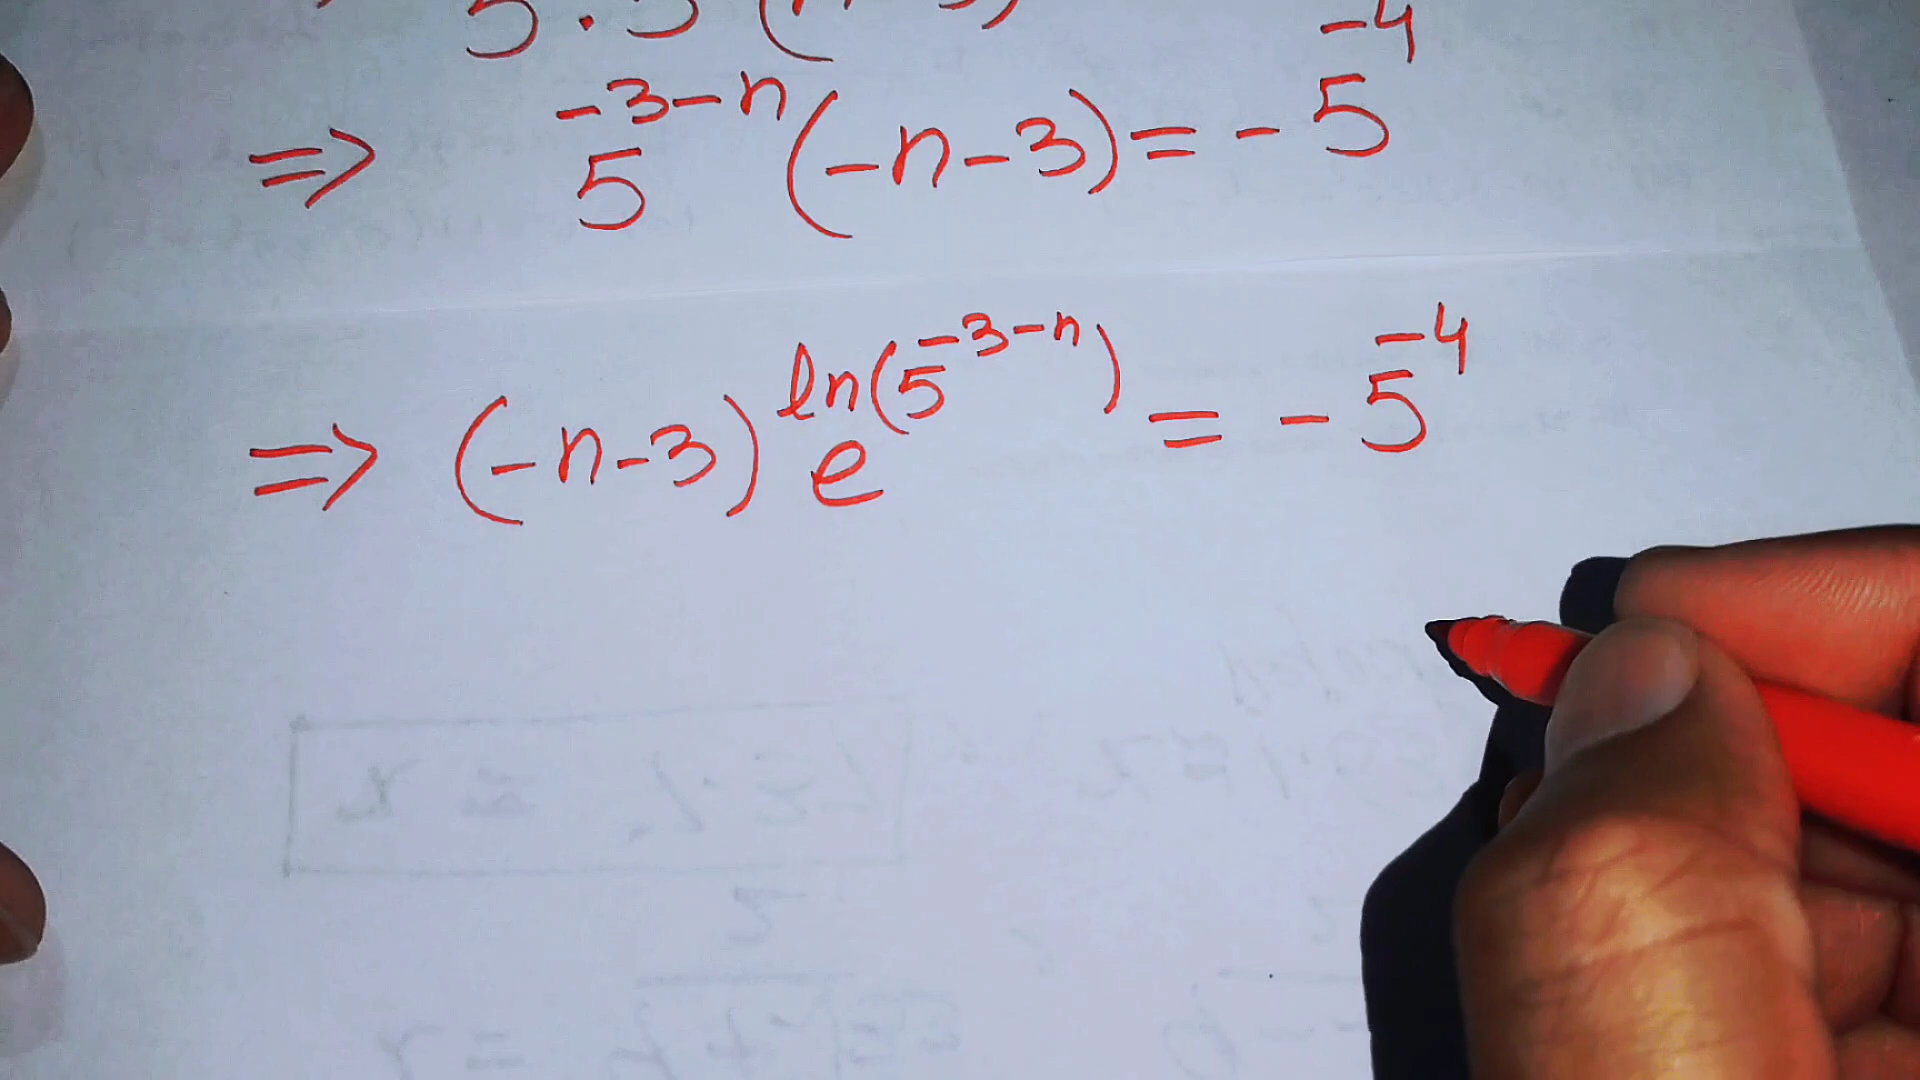 ⇒ 5^{-3-n}(-n-3) = -5^{-4}
⇒ (-n-3) e^{ln(5^{-3-n})} = -5^{-4}